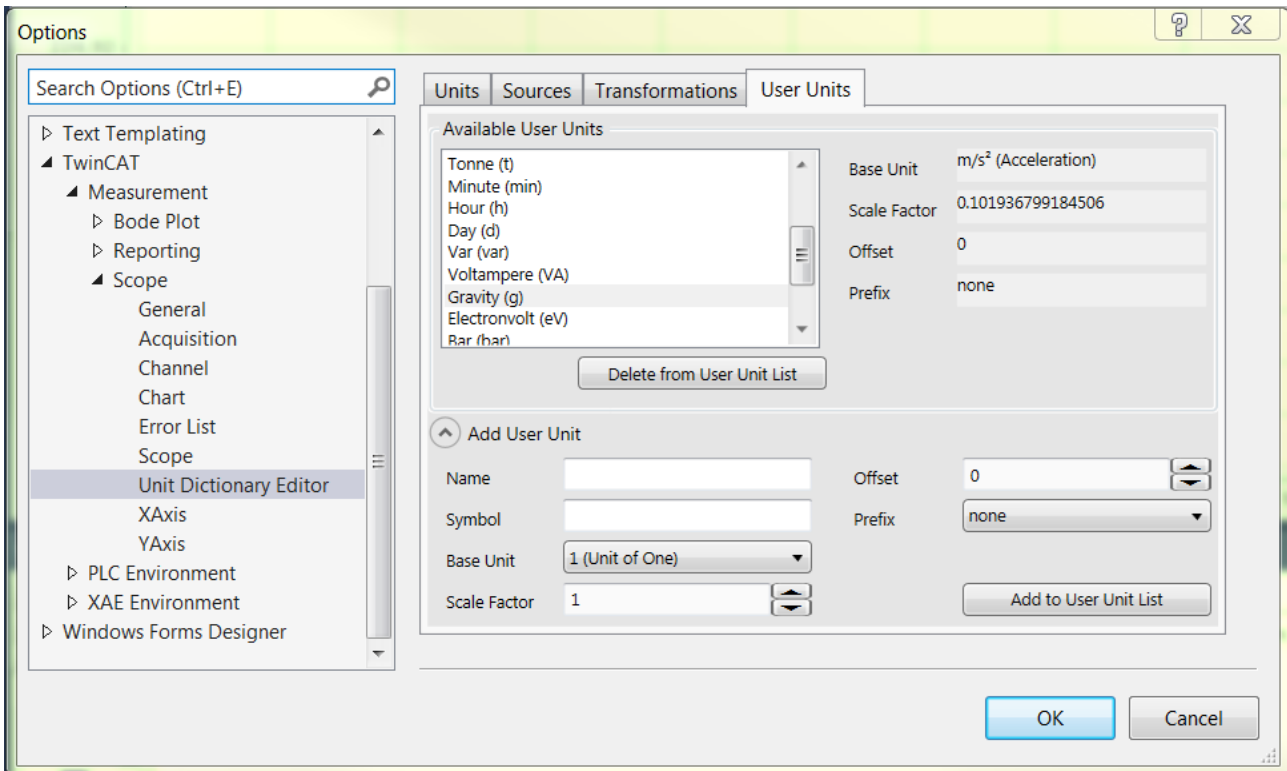 Options
Search Options (Ctrl+E)
Text Templating
TwinCAT
Measurement
Bode Plot
Reporting
Scope
General
Acquisition
Channel
Chart
Error List
Scope
Unit Dictionary Editor
XAxis
YAxis
PLC Environment
XAE Environment
Windows Forms Designer
Units
Sources
Transformations
User Units
Available User Units
Tonne (t)
Minute (min)
Hour (h)
Day (d)
Var (var)
Voltampere (VA)
Gravity (g)
Electronvolt (eV)
Bar (bar)
Base Unit
m/s² (Acceleration)
Scale Factor
0.101936799184506
Offset
0
Prefix
none
Delete from User Unit List
Add User Unit
Name
Symbol
Base Unit
1 (Unit of One)
Scale Factor
1
Offset
0
Prefix
none
Add to User Unit List
OK
Cancel